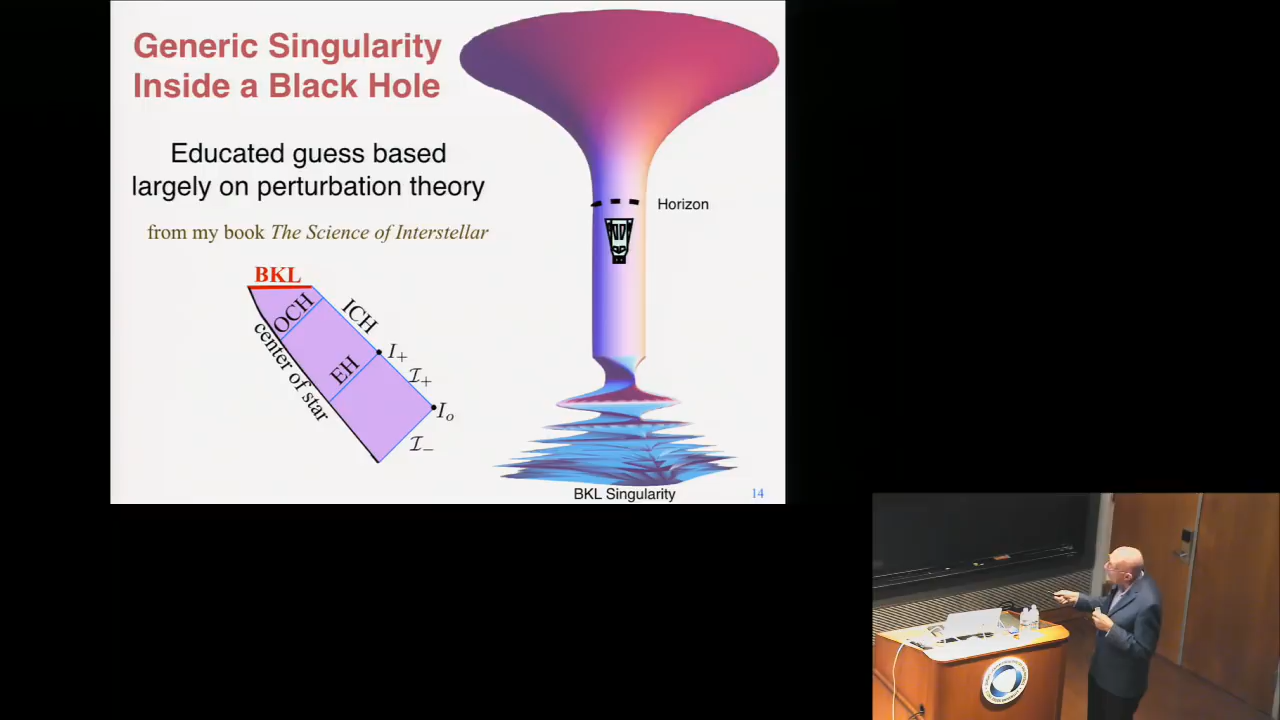 Generic Singularity
Inside a Black Hole
Educated guess based
largely on perturbation theory
from my book The Science of Interstellar
BKL
OCH
ICH
center of star
EH
I+
ℐ+
Io
ℐ−
Horizon
BKL Singularity
14